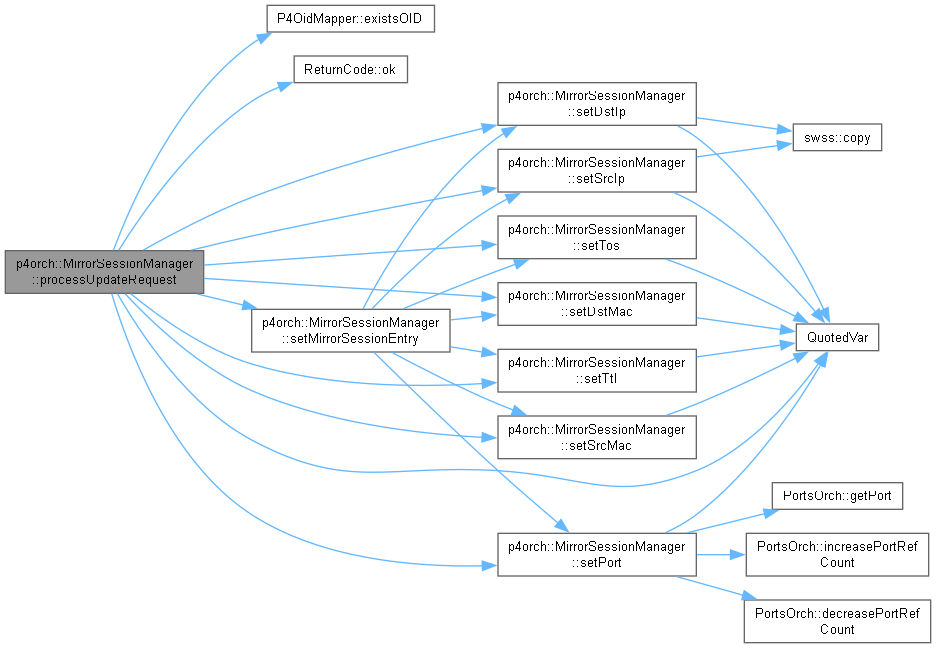 P4OidMapper::existsOID
ReturnCode::ok
p4orch::MirrorSessionManager
::setDstIp
swss::copy
p4orch::MirrorSessionManager
::setSrcIp
p4orch::MirrorSessionManager
::setTos
p4orch::MirrorSessionManager
::processUpdateRequest
p4orch::MirrorSessionManager
::setDstMac
p4orch::MirrorSessionManager
::setMirrorSessionEntry
QuotedVar
p4orch::MirrorSessionManager
::setTtl
p4orch::MirrorSessionManager
::setSrcMac
PortsOrch::getPort
p4orch::MirrorSessionManager
::setPort
PortsOrch::increasePortRef
Count
PortsOrch::decreasePortRef
Count